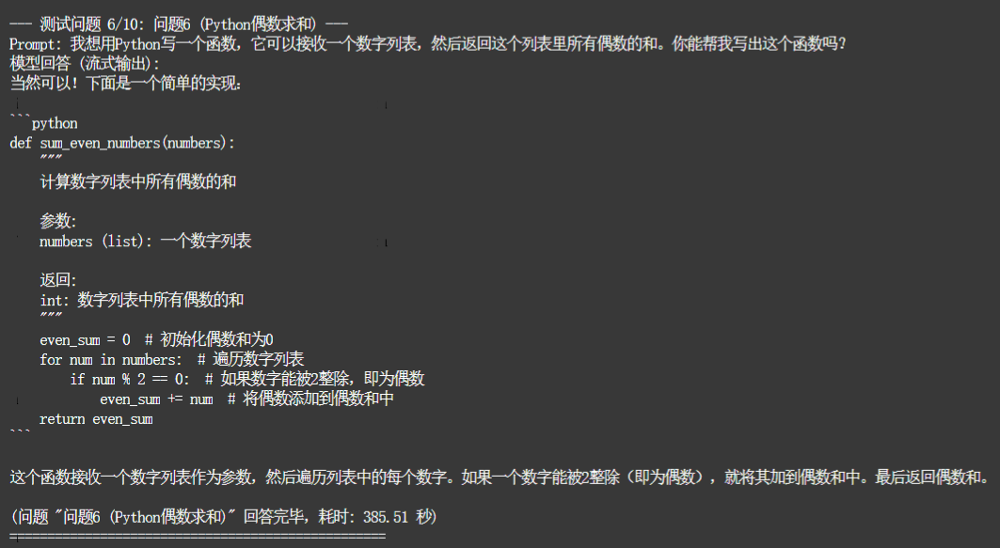 --- 测试问题 6/10: 问题6 (Python偶数求和) ---
Prompt: 我想用Python写一个函数，它可以接收一个数字列表，然后返回这个列表里所有偶数的和。你能帮我写出这个函数吗？
模型回答 (流式输出):
当然可以！下面是一个简单的实现：
```python
def sum_even_numbers(numbers):
    """
    计算数字列表中所有偶数的和
    参数:
    numbers (list): 一个数字列表
    返回:
    int: 数字列表中所有偶数的和
    """
    even_sum = 0  # 初始化偶数和为0
    for num in numbers:  # 遍历数字列表
        if num % 2 == 0:  # 如果数字能被2整除，即为偶数
            even_sum += num  # 将偶数添加到偶数和中
    return even_sum
```
这个函数接收一个数字列表作为参数，然后遍历列表中的每个数字。如果一个数字能被2整除（即为偶数），就将其加到偶数和中。最后返回偶数和。
(问题 "问题6 (Python偶数求和)" 回答完毕，耗时: 385.51 秒)
==================================================